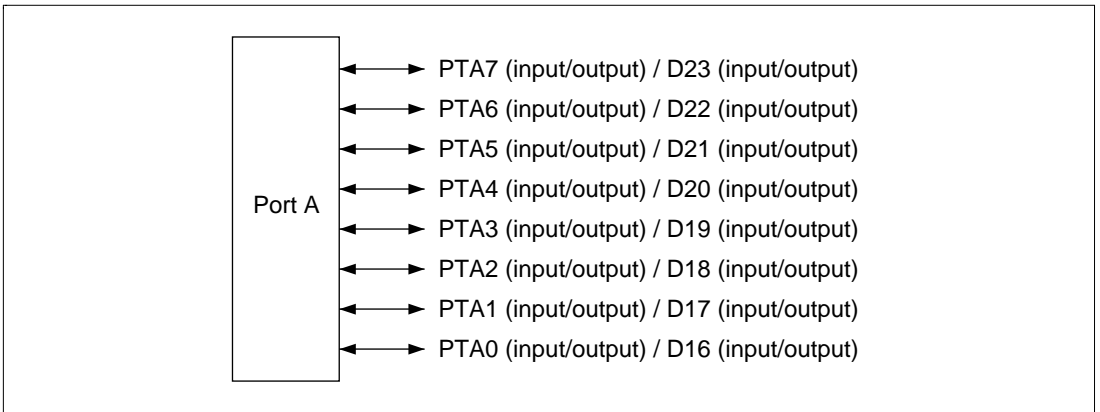 PTA7 (input/output) / D23 (input/output)
PTA6 (input/output) / D22 (input/output)
PTA5 (input/output) / D21 (input/output)
PTA4 (input/output) / D20 (input/output)
Port A
PTA3 (input/output) / D19 (input/output)
PTA2 (input/output) / D18 (input/output)
PTA1 (input/output) / D17 (input/output)
PTA0 (input/output) / D16 (input/output)